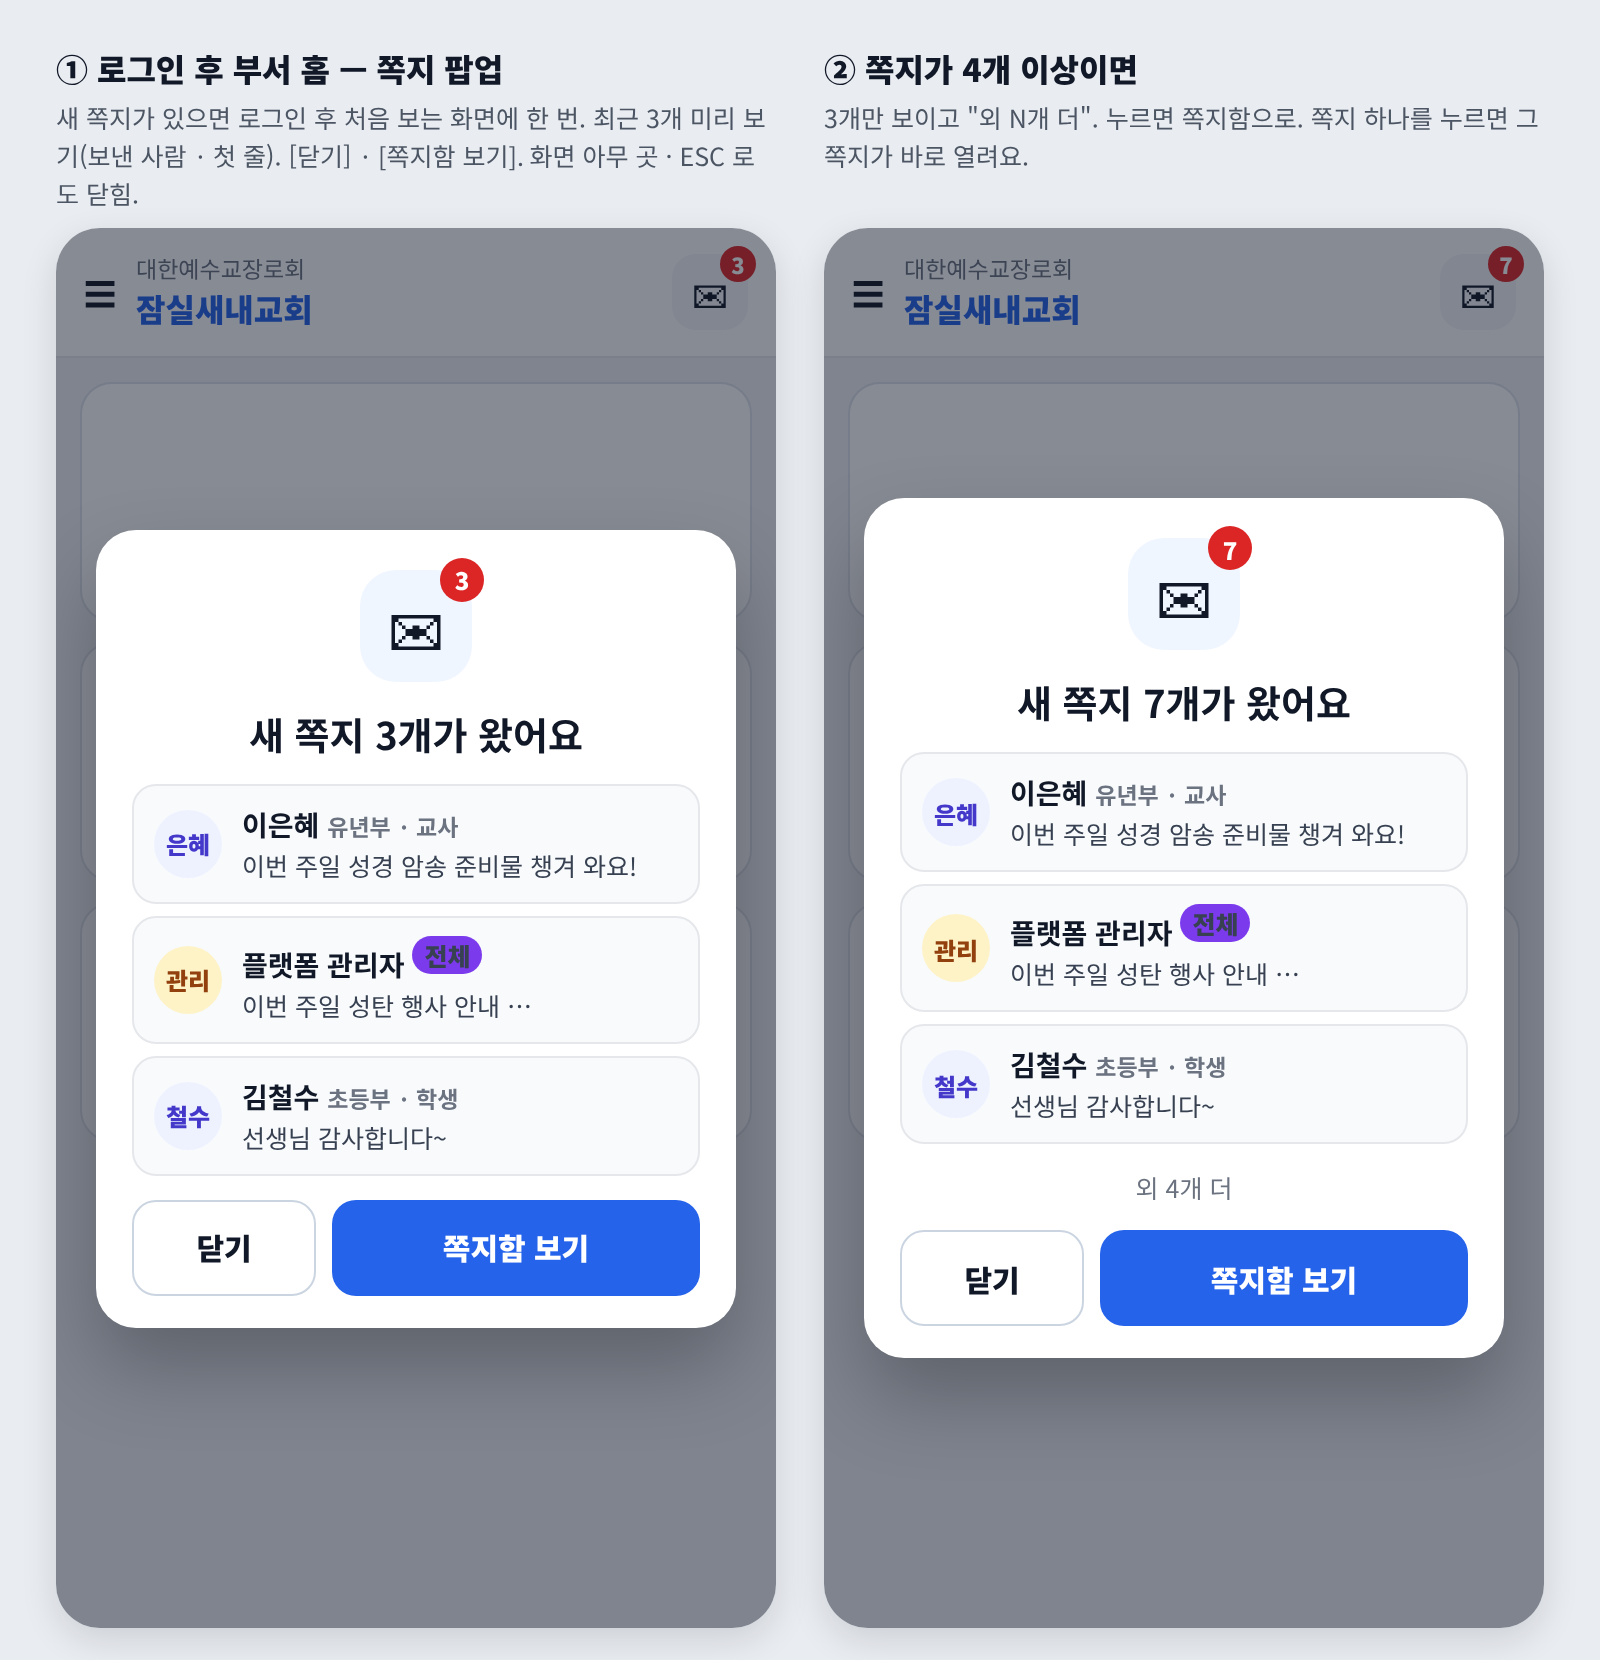 ① 로그인 후 부서 홈 — 쪽지 팝업
새 쪽지가 있으면 로그인 후 처음 보는 화면에 한 번. 최근 3개 미리 보
기(보낸 사람 · 첫 줄). [닫기] · [쪽지함 보기]. 화면 아무 곳 · ESC 로
도 닫힘.
대한예수교장로회
잠실새내교회
3
3
새 쪽지 3개가 왔어요
은혜
이은혜 유년부 · 교사
이번 주일 성경 암송 준비물 챙겨 와요!
관리
플랫폼 관리자 전체
이번 주일 성탄 행사 안내 …
철수
김철수 초등부 · 학생
선생님 감사합니다~
닫기
쪽지함 보기
② 쪽지가 4개 이상이면
3개만 보이고 "외 N개 더". 누르면 쪽지함으로. 쪽지 하나를 누르면 그
쪽지가 바로 열려요.
대한예수교장로회
잠실새내교회
7
7
새 쪽지 7개가 왔어요
은혜
이은혜 유년부 · 교사
이번 주일 성경 암송 준비물 챙겨 와요!
관리
플랫폼 관리자 전체
이번 주일 성탄 행사 안내 …
철수
김철수 초등부 · 학생
선생님 감사합니다~
외 4개 더
닫기
쪽지함 보기